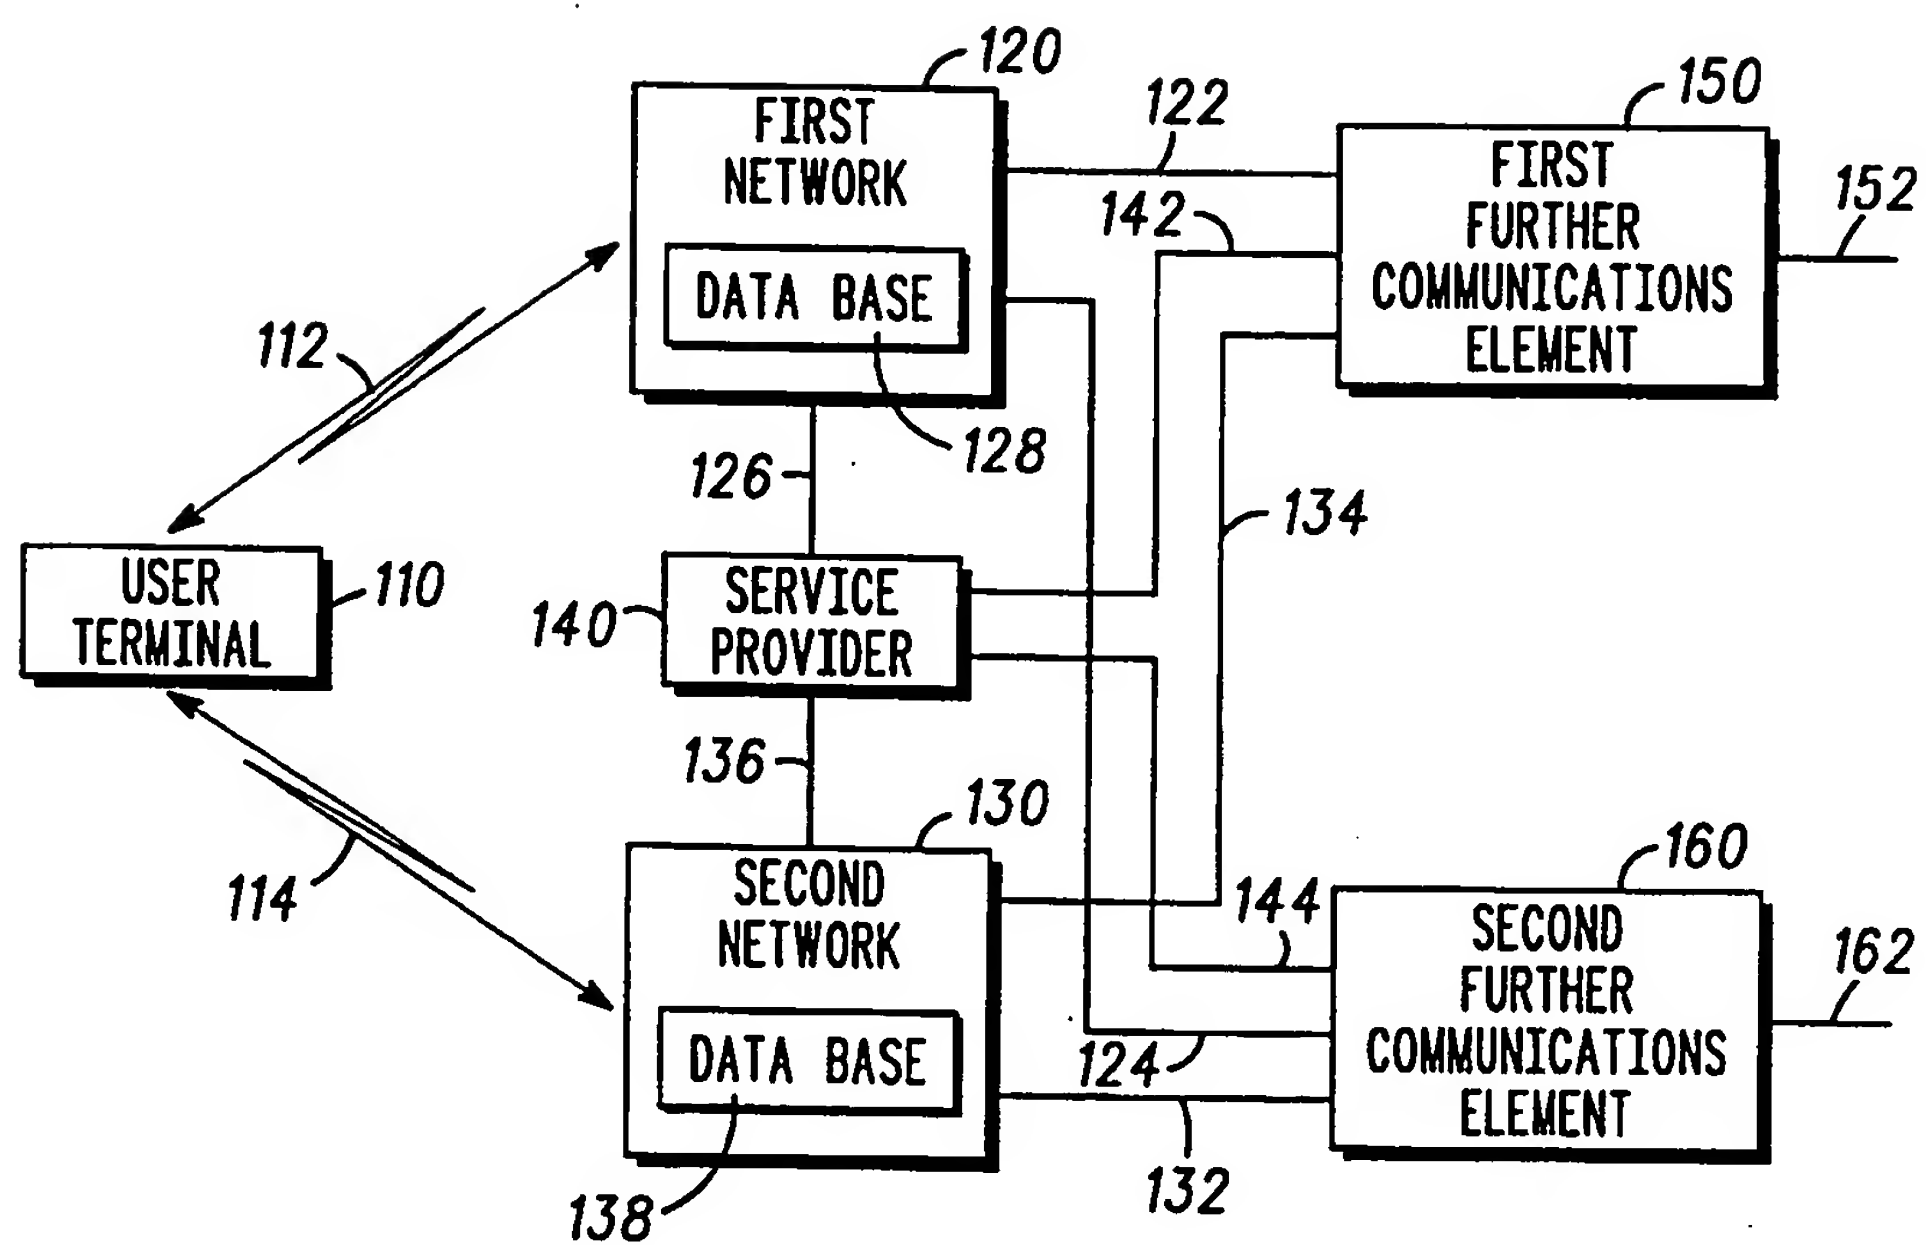 120
FIRST
NETWORK
DATA BASE
122
150
FIRST
FURTHER
COMMUNICATIONS
ELEMENT
152
142
112
128
126
134
USER
TERMINAL
110
140
SERVICE
PROVIDER
136
130
SECOND
NETWORK
DATA BASE
114
144
160
SECOND
FURTHER
COMMUNICATIONS
ELEMENT
162
124
132
138